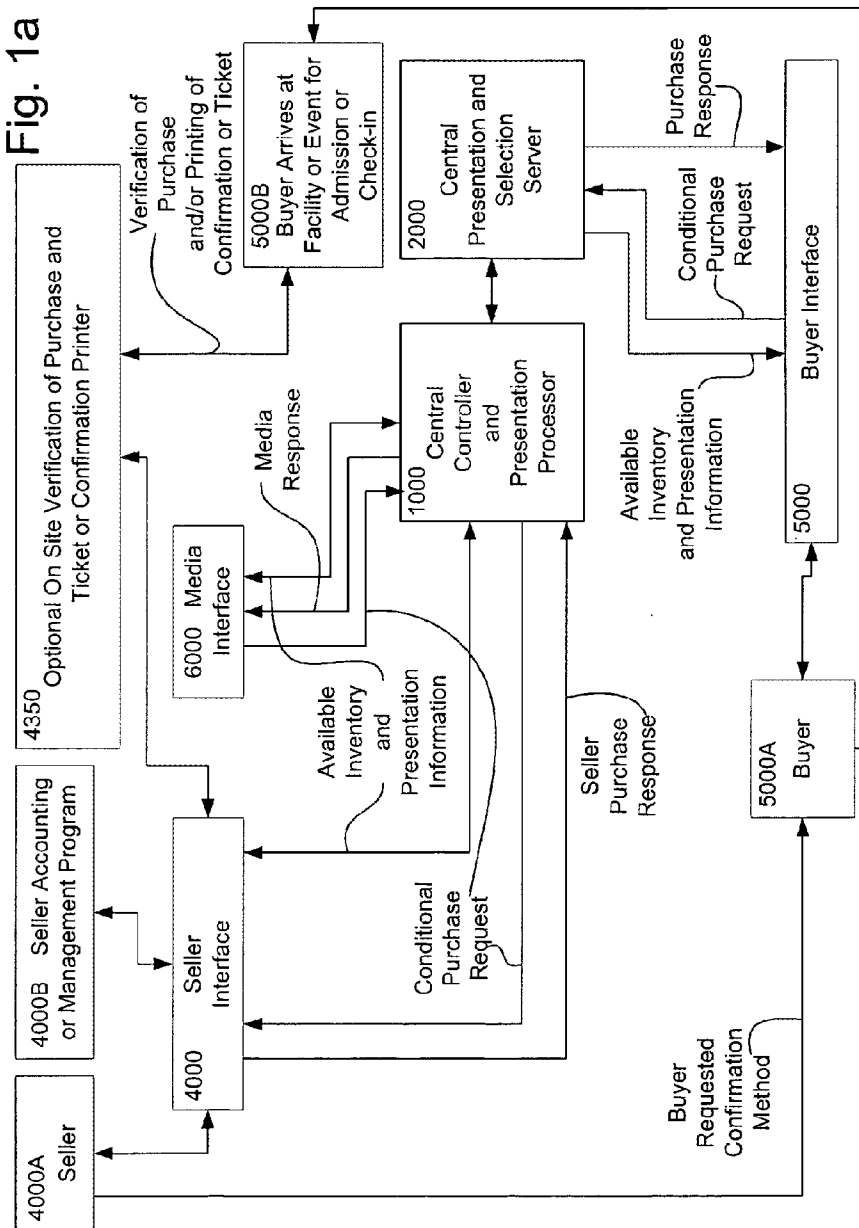 Fig. 1a
4000A
Seller
4000B Seller Accounting
or Management Program
4350
Optional On Site Verification of Purchase and
Ticket or Confirmation Printer
Verification of
Purchase
and/or Printing of
Confirmation or Ticket
4000
Seller
Interface
6000 Media
Interface
5000B
Buyer Arrives at
Facility or Event for
Admission or
Check-in
Available
Inventory
and
Presentation
Information
Media
Response
Conditional
Purchase
Request
1000
Central
Controller
and
Presentation
Processor
2000
Central
Presentation and
Selection
Server
Seller
Purchase
Response
Available
Inventory
and Presentation
Information
Conditional
Purchase
Request
Purchase
Response
Buyer
Requested
Confirmation
Method
5000A
Buyer
5000
Buyer Interface